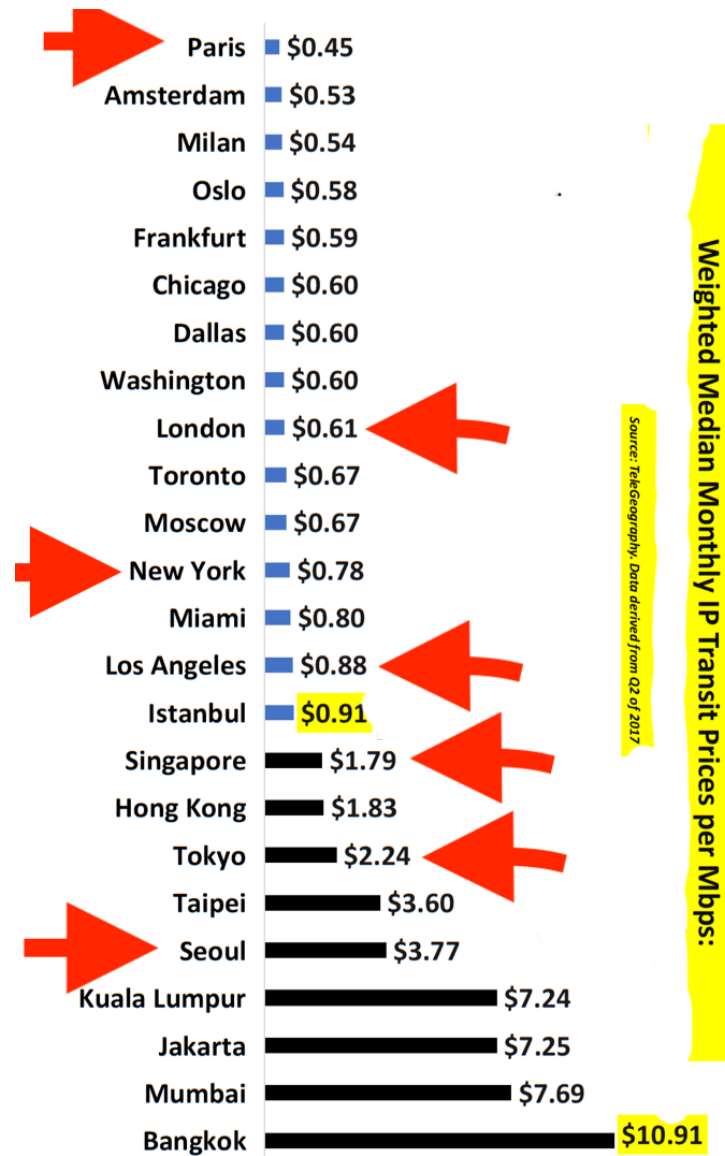 Paris $0.45
Amsterdam $0.53
Milan $0.54
Oslo $0.58
Frankfurt $0.59
Chicago $0.60
Dallas $0.60
Washington $0.60
London $0.61
Toronto $0.67
Moscow $0.67
New York $0.78
Miami $0.80
Los Angeles $0.88
Istanbul $0.91
Singapore $1.79
Hong Kong $1.83
Tokyo $2.24
Taipei $3.60
Seoul $3.77
Kuala Lumpur $7.24
Jakarta $7.25
Mumbai $7.69
Bangkok $10.91
Source: TeleGeography. Data derived from Q2 of 2017
Weighted Median Monthly IP Transit Prices per Mbps: